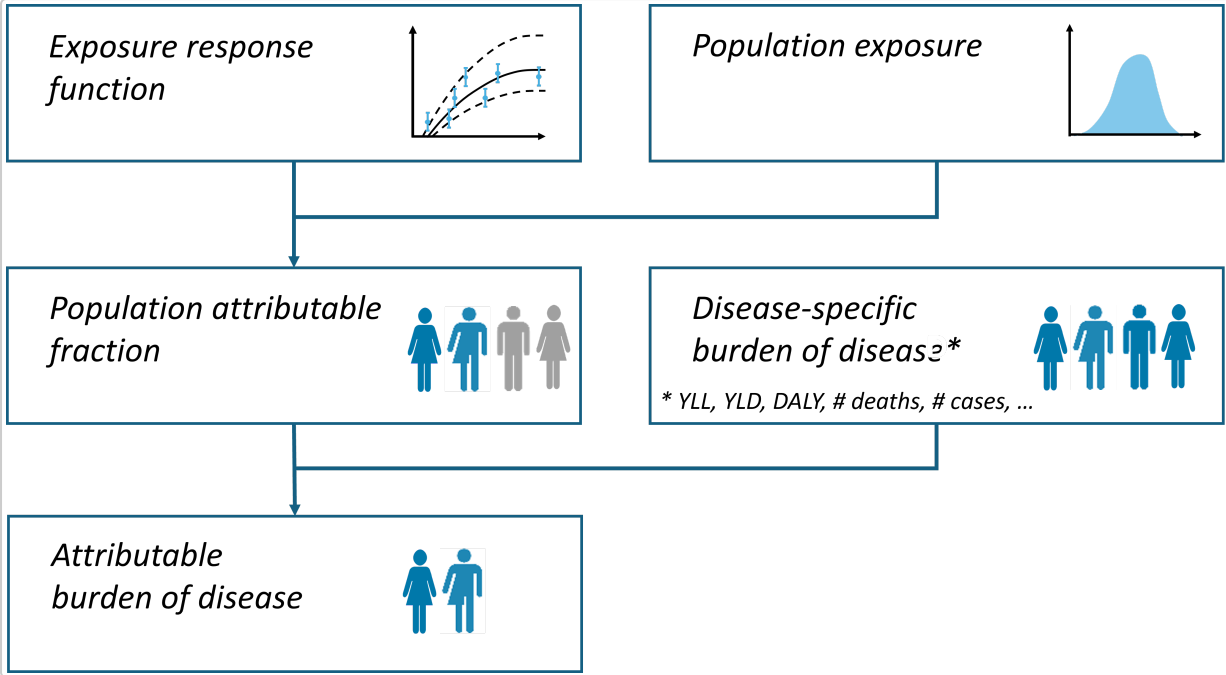 Exposure response
function
Population exposure
Population attributable
fraction
Disease-specific
burden of disease*
* YLL, YLD, DALY, # deaths, # cases, ...
Attributable
burden of disease